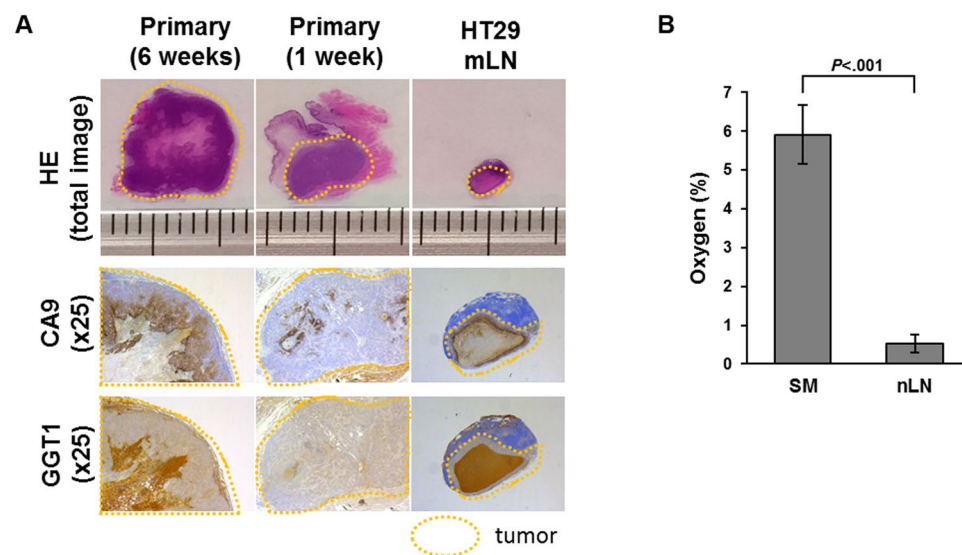 A
Primary
(6 weeks)
Primary
(1 week)
HT29
mLN
HE
(total image)
CA9
(x25)
GGT1
(x25)
tumor
B
P<.001
Oxygen (%)
7
6
5
4
3
2
1
0
SM
nLN